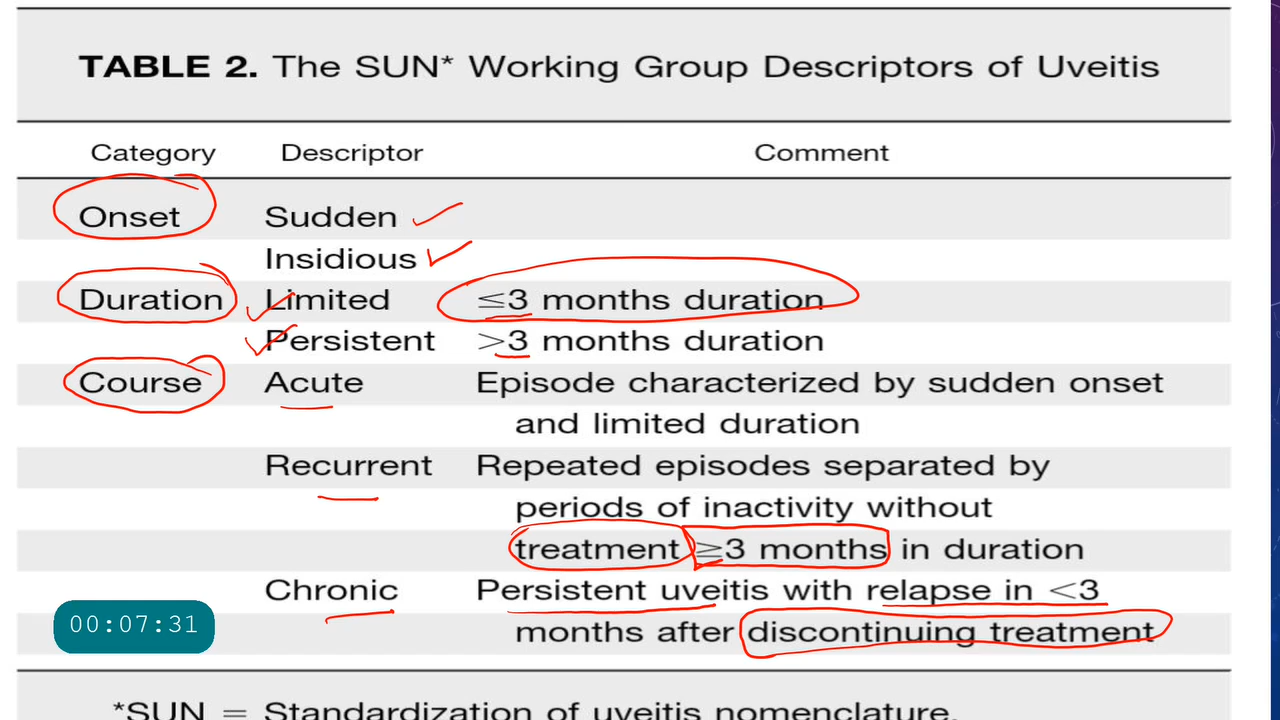 TABLE 2. The SUN* Working Group Descriptors of Uveitis
Category Descriptor Comment
Onset Sudden
Insidious
Duration Limited ≤3 months duration
Persistent >3 months duration
Course Acute Episode characterized by sudden onset
and limited duration
Recurrent Repeated episodes separated by
periods of inactivity without
treatment ≥3 months in duration
Chronic Persistent uveitis with relapse in <3
months after discontinuing treatment
00:07:31
*SUN = Standardization of uveitis nomenclature.